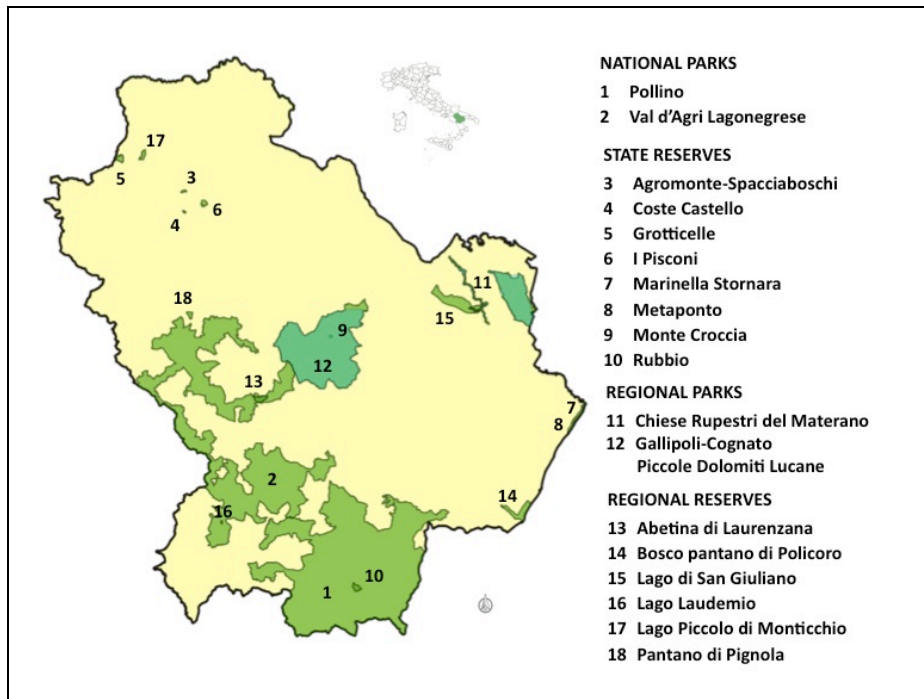 17
5
3
6
4
11
18
15
9
12
13
7
8
2
14
16
10
1
NATIONAL PARKS
1 Pollino
2 Val d'Agri Lagonegrese
STATE RESERVES
3 Agromonte-Spacciaboschi
4 Coste Castello
5 Grotticelle
6 I Pisconi
7 Marinella Stornara
8 Metaponto
9 Monte Croccia
10 Rubbio
REGIONAL PARKS
11 Chiese Rupestri del Materano
12 Gallipoli-Cognato
Piccole Dolomiti Lucane
REGIONAL RESERVES
13 Abetina di Laurenzana
14 Bosco pantano di Policoro
15 Lago di San Giuliano
16 Lago Laudemio
17 Lago Piccolo di Monticchio
18 Pantano di Pignola